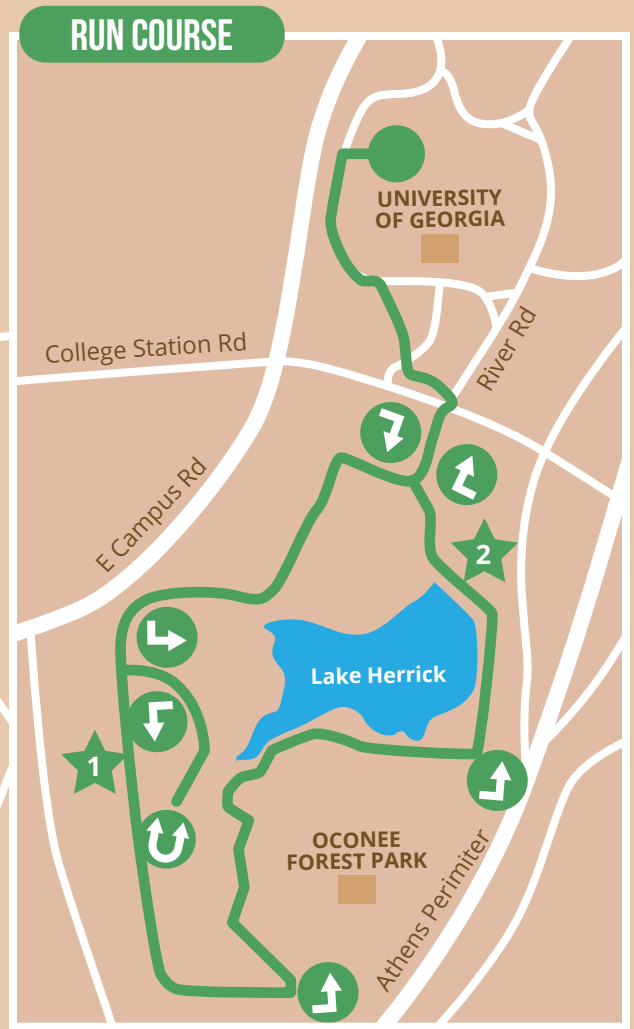 RUN COURSE
UNIVERSITY
OF GEORGIA
River Rd
College Station Rd
E Campus Rd
2
Lake Herrick
1
OCONEE
FOREST PARK
Athens Perimiter